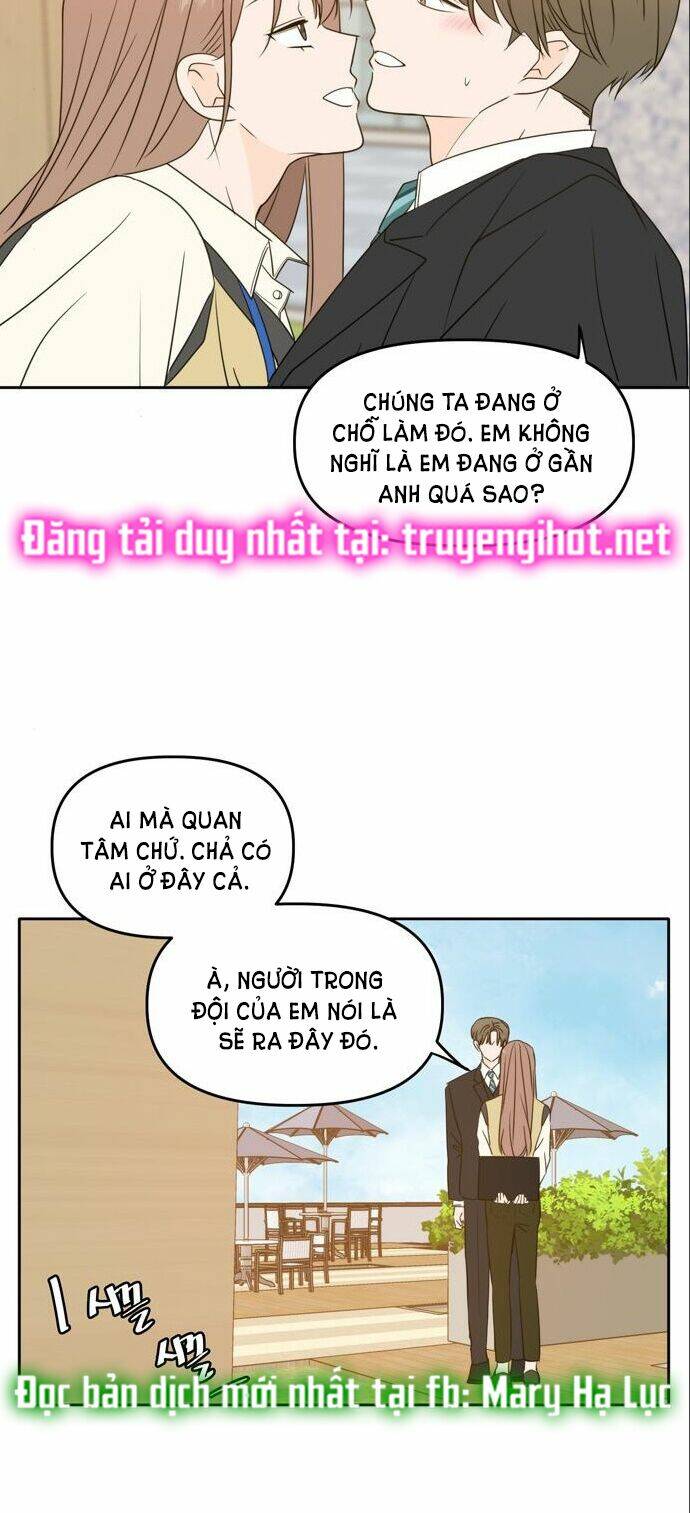 CHÚNG TA ĐANG Ở
CHỖ LÀM ĐÓ. EM KHÔNG
NGHĨ LÀ EM ĐANG Ở GẦN
ANH QUÁ SAO?
Đăng tải duy nhất tại: truyengihot.net
AI MÀ QUAN
TÂM CHỨ. CHẢ CÓ
AI Ở ĐÂY CẢ.
À, NGƯỜI TRONG
ĐỘI CỦA EM NÓI LÀ
SẼ RA ĐÂY ĐÓ.
Đọc bản dịch mới nhất tại fb: Mary Hạ Lục